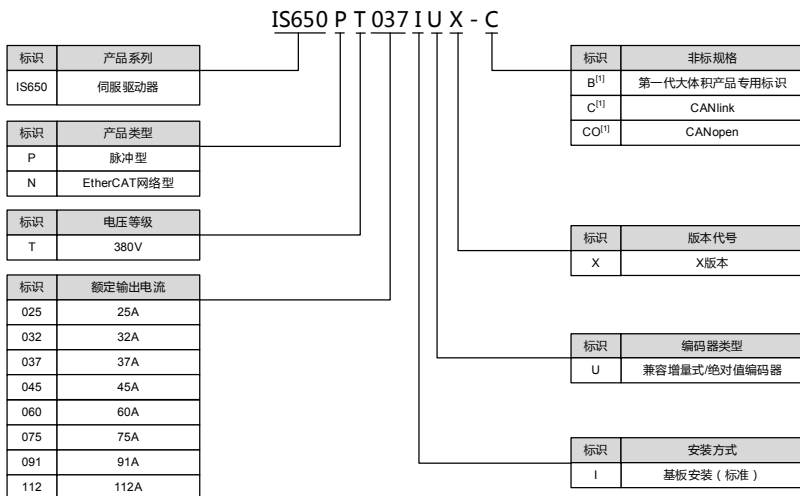 IS650 P T 037 I U X - C
标识 产品系列
IS650 伺服驱动器
标识 产品类型
P 脉冲型
N EtherCAT网络型
标识 电压等级
T 380V
标识 额定输出电流
025 25A
032 32A
037 37A
045 45A
060 60A
075 75A
091 91A
112 112A
标识 非标规格
B[1] 第一代大体积产品专用标识
C[1] CANlink
CO[1] CANopen
标识 版本代号
X X版本
标识 编码器类型
U 兼容增量式/绝对值编码器
标识 安装方式
I 基板安装（标准）